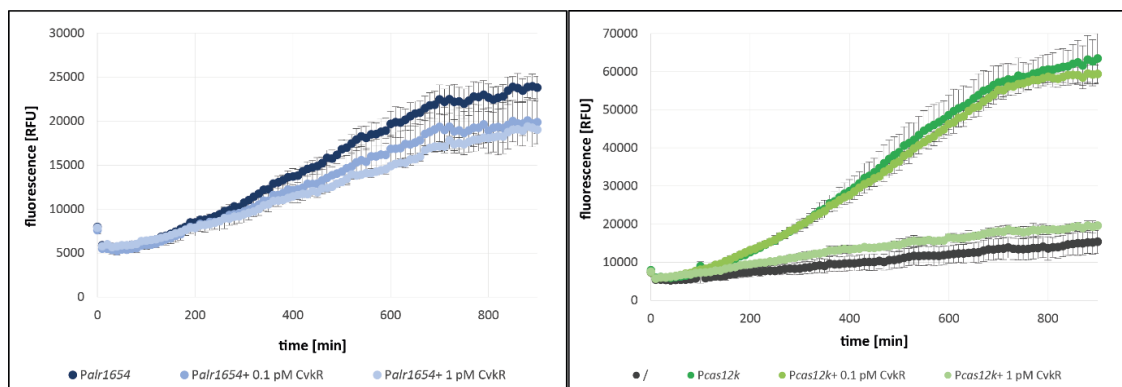 30000
25000
20000
15000
10000
5000
0
fluorescence [RFU]
0 200 400 600 800
time [min]
Palr1654 Palr1654+ 0.1 pM CvkR Palr1654+ 1 pM CvkR
70000
60000
50000
40000
30000
20000
10000
0
fluorescence [RFU]
0 200 400 600 800
time [min]
/ Pcas12k Pcas12k+ 0.1 pM CvkR Pcas12k+ 1 pM CvkR